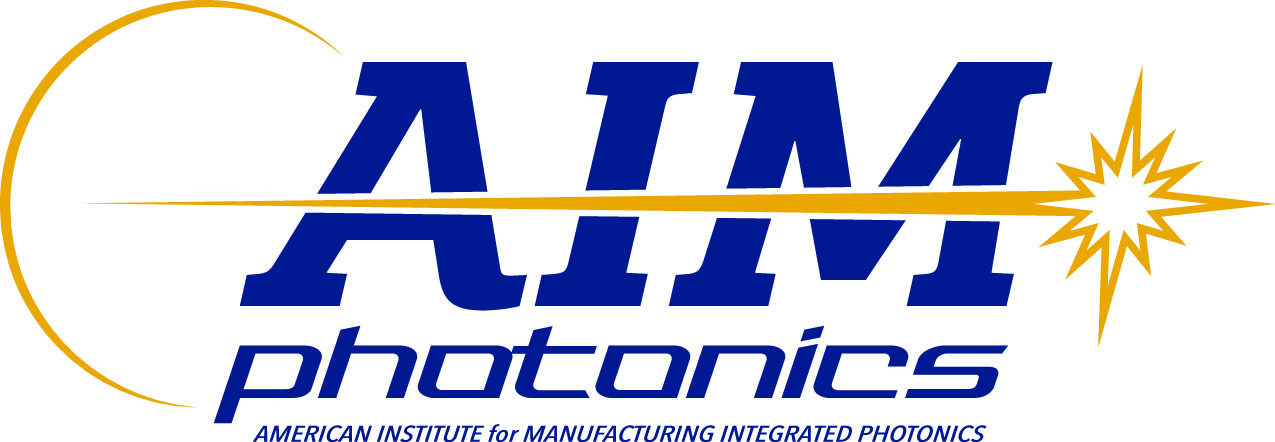 AIM
photonics
AMERICAN INSTITUTE for MANUFACTURING INTEGRATED PHOTONICS